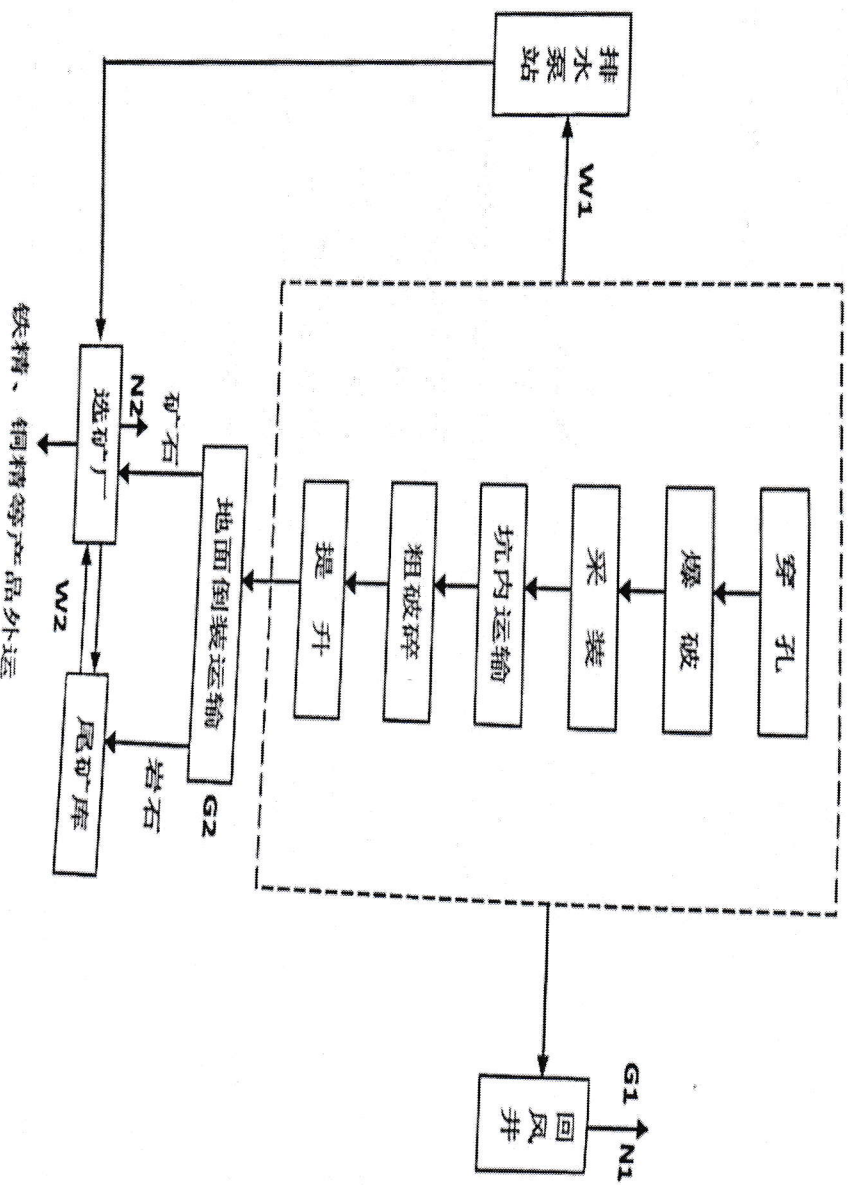 穿 孔
爆 破
采 装
坑内运输
粗破碎
提 升
W1
排水泵站
回风井
G1
N1
地面倒装运输
G2
矿石
岩石
N2
选矿厂
W2
尾矿库
铁精、铜精等产品外运